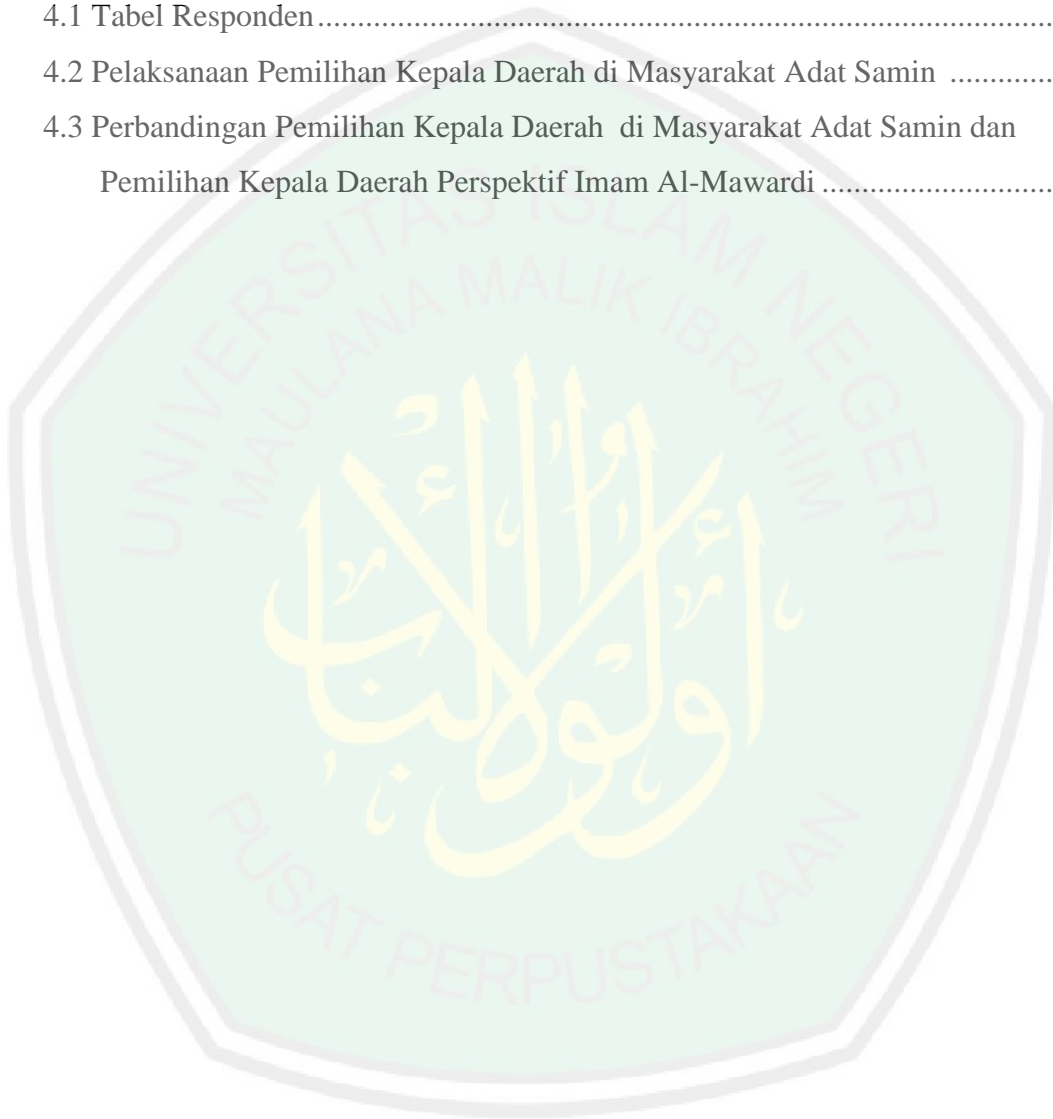 4.1 Tabel Responden....................................................................................
4.2 Pelaksanaan Pemilihan Kepala Daerah di Masyarakat Adat Samin .............
4.3 Perbandingan Pemilihan Kepala Daerah di Masyarakat Adat Samin dan
Pemilihan Kepala Daerah Perspektif Imam Al-Mawardi ............................
UNIVERSITAS ISLAM NEGERI
MAULANA MALIK IBRAHIM
أولو الألباب
PUSAT PERPUSTAKAAN